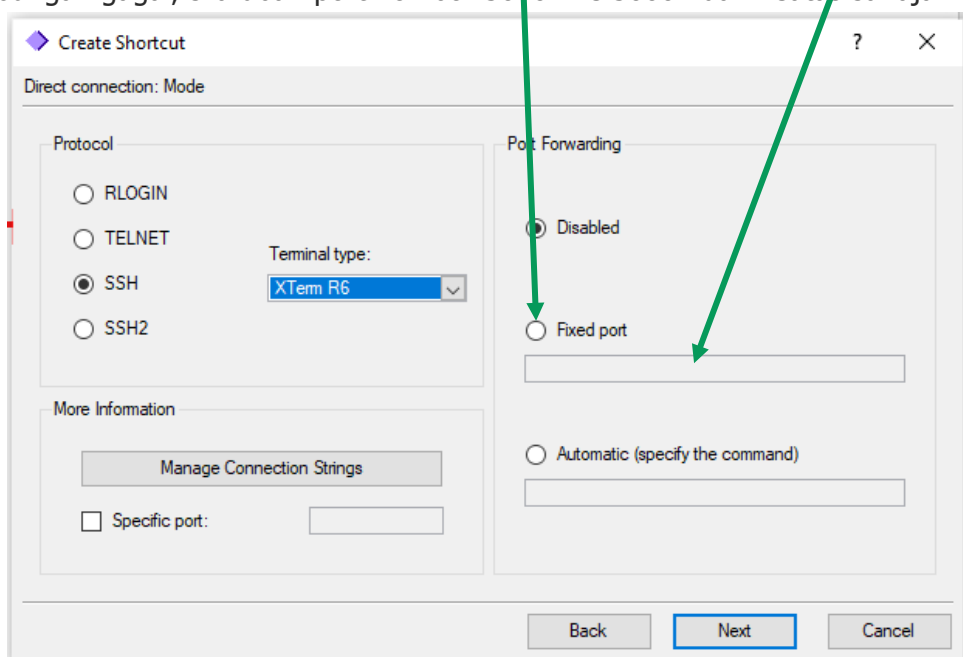 Create Shortcut
Direct connection: Mode
Protocol
RLOGIN
TELNET
SSH
SSH2
Terminal type:
XTerm R6
Port Forwarding
Disabled
Fixed port
Automatic (specify the command)
More Information
Manage Connection Strings
Specific port:
Back
Next
Cancel